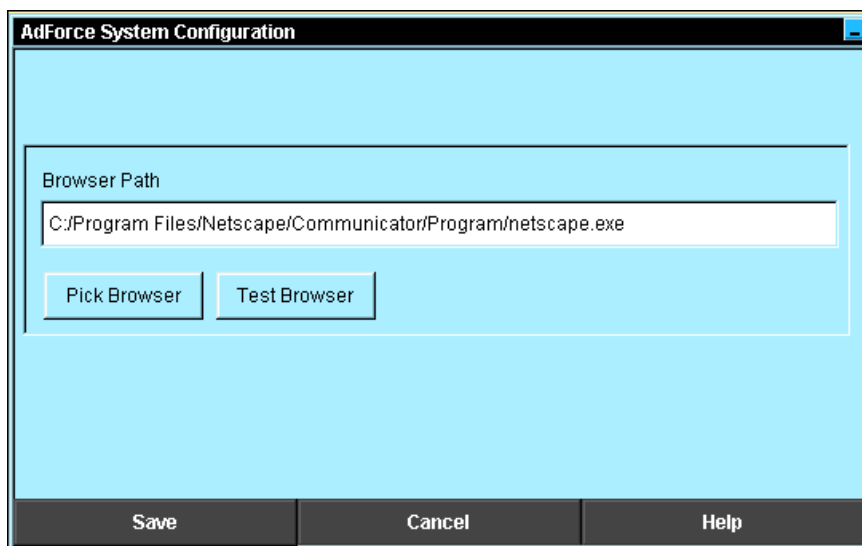 AdForce System Configuration
Browser Path
C:/Program Files/Netscape/Communicator/Program/netscape.exe
Pick Browser Test Browser
Save Cancel Help